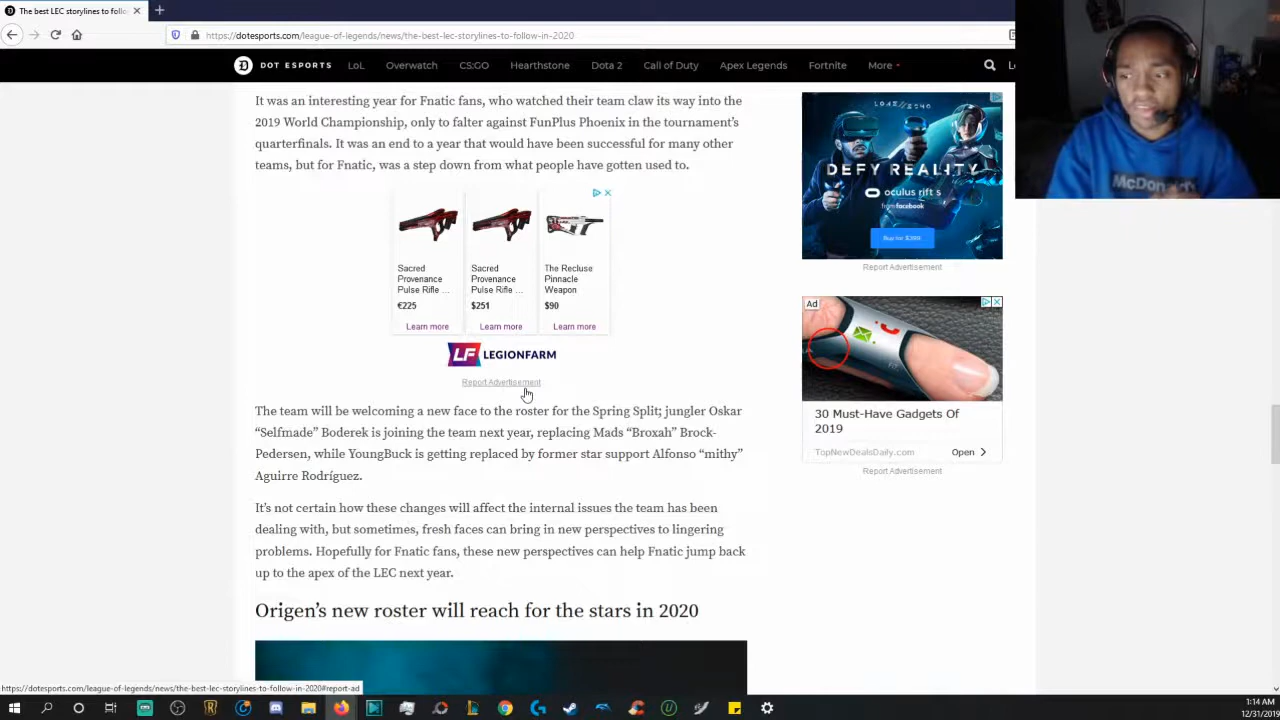 The best LEC storylines to follo
https://dotesports.com/league-of-legends/news/the-best-lec-storylines-to-follow-in-2020
DOT ESPORTS LoL Overwatch CS:GO Hearthstone Dota 2 Call of Duty Apex Legends Fortnite More
It was an interesting year for Fnatic fans, who watched their team claw its way into the
2019 World Championship, only to falter against FunPlus Phoenix in the tournament's
quarterfinals. It was an end to a year that would have been successful for many other
teams, but for Fnatic, was a step down from what people have gotten used to.
Sacred
Provenance
Pulse Rifle ...
€225
Learn more
Sacred
Provenance
Pulse Rifle ...
$251
Learn more
The Recluse
Pinnacle
Weapon
$90
Learn more
LF LEGIONFARM
Report Advertisement
The team will be welcoming a new face to the roster for the Spring Split; jungler Oskar
“Selfmade” Boderek is joining the team next year, replacing Mads “Broxah” Brock-
Pedersen, while YoungBuck is getting replaced by former star support Alfonso “mithy”
Aguirre Rodríguez.
It’s not certain how these changes will affect the internal issues the team has been
dealing with, but sometimes, fresh faces can bring in new perspectives to lingering
problems. Hopefully for Fnatic fans, these new perspectives can help Fnatic jump back
up to the apex of the LEC next year.
Origen’s new roster will reach for the stars in 2020
DEFY REALITY
oculus rift s
from facebook
Buy for $399
Report Advertisement
Ad
30 Must-Have Gadgets Of
2019
TopNewDealsDaily.com
Open
Report Advertisement
McDon
https://dotesports.com/league-of-legends/news/the-best-lec-storylines-to-follow-in-2020#report-ad
1:14 AM
12/31/2019